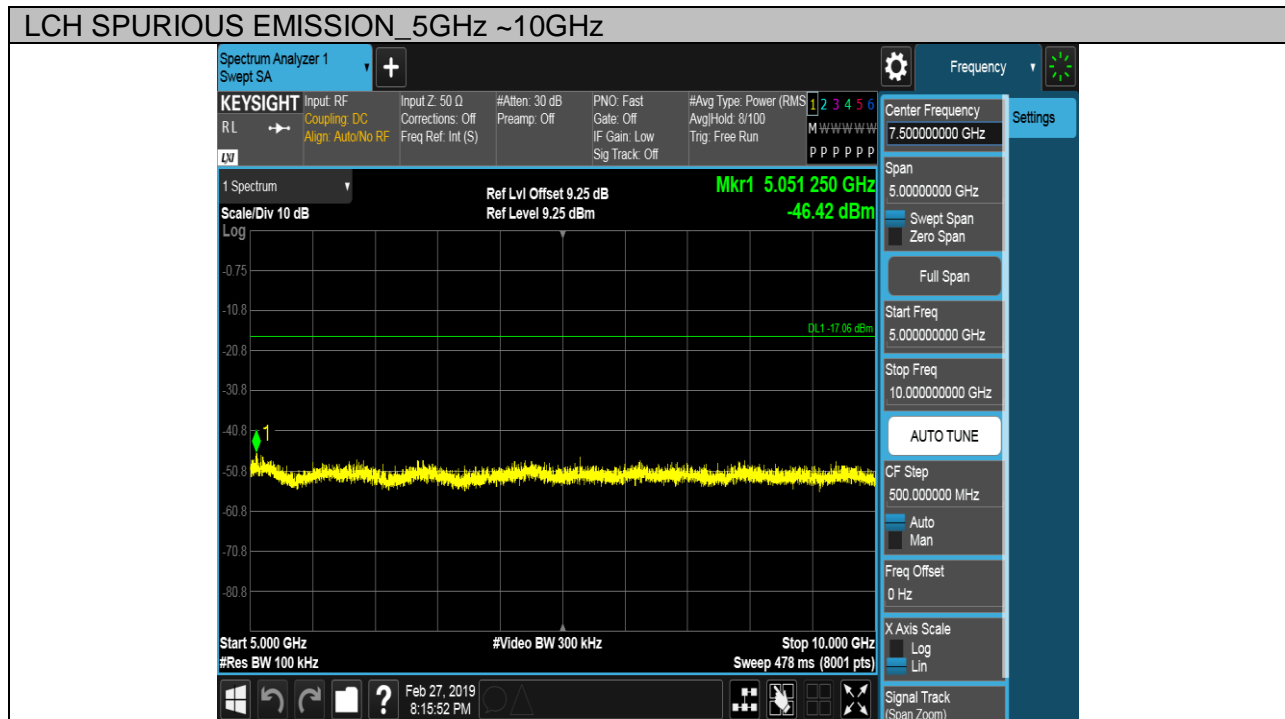 LCH SPURIOUS EMISSION_5GHz ~10GHz
Spectrum Analyzer 1
Swept SA
+
Frequency
KEYSIGHT
RL
LXI
Input: RF
Coupling: DC
Align: Auto/No RF
Input Z: 50 Ω
Corrections: Off
Freq Ref: Int (S)
#Atten: 30 dB
Preamp: Off
PNO: Fast
Gate: Off
IF Gain: Low
Sig Track: Off
#Avg Type: Power (RMS
Avg|Hold: 8/100
Trig: Free Run
1 2 3 4 5 6
M W W W W W
P P P P P P
1 Spectrum
Scale/Div 10 dB
Ref Lvl Offset 9.25 dB
Ref Level 9.25 dBm
Mkr1 5.051 250 GHz
-46.42 dBm
Log
-0.75
-10.8
DL1 -17.06 dBm
-20.8
-30.8
-40.8
1
-50.8
-60.8
-70.8
-80.8
Start 5.000 GHz
#Res BW 100 kHz
#Video BW 300 kHz
Stop 10.000 GHz
Sweep 478 ms (8001 pts)
?
Feb 27, 2019
8:15:52 PM
Center Frequency
7.500000000 GHz
Span
5.00000000 GHz
Swept Span
Zero Span
Full Span
Start Freq
5.000000000 GHz
Stop Freq
10.000000000 GHz
AUTO TUNE
CF Step
500.000000 MHz
Auto
Man
Freq Offset
0 Hz
X Axis Scale
Log
Lin
Signal Track
(Span Zoom)
Settings